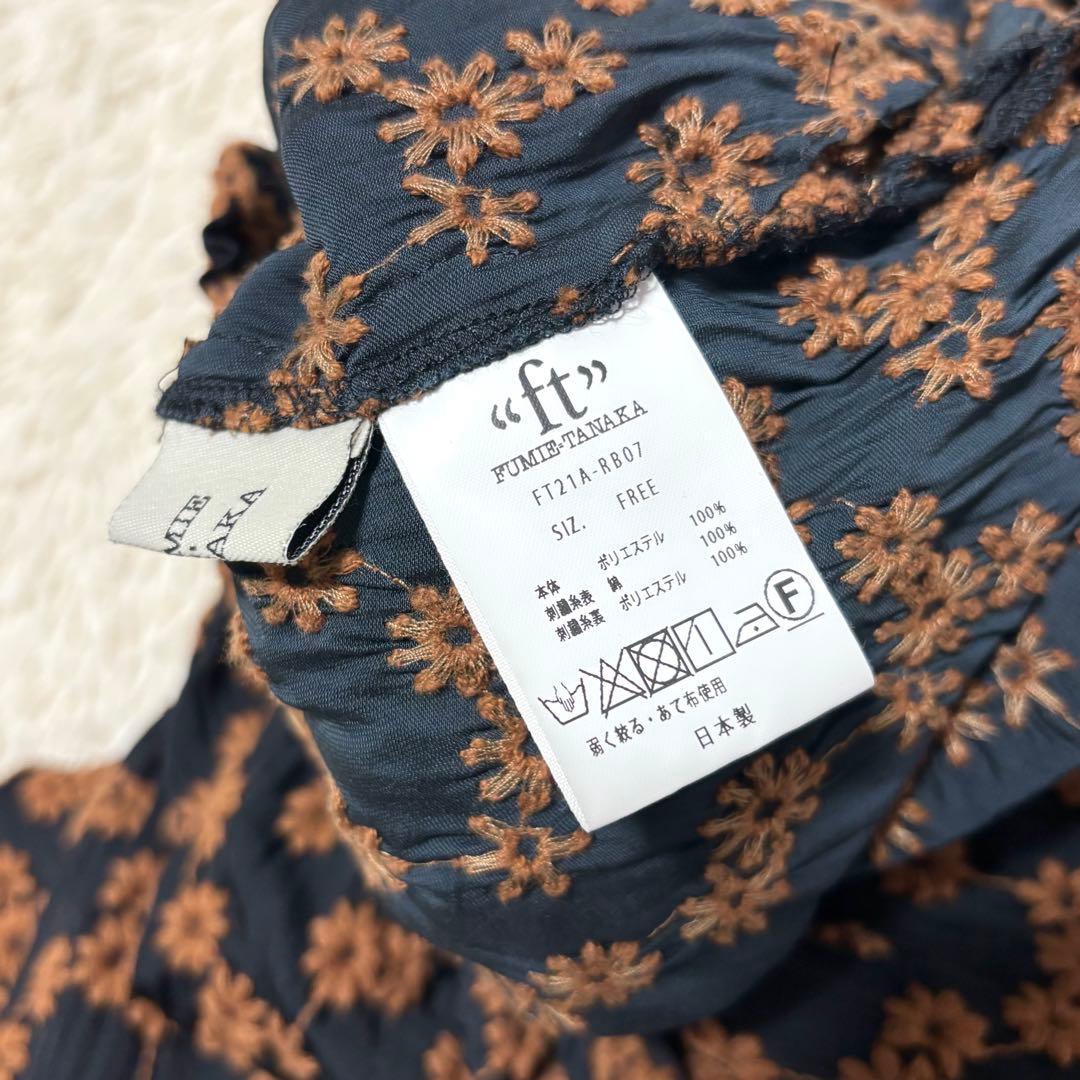 “ft”
FUMIE=TANAKA
FT21A-RB07
SIZ. FREE
本体 ポリエステル 100%
刺繍糸表 綿 100%
刺繍糸裏 ポリエステル 100%
F
弱く絞る・あて布使用
日本製
MIE
AKA